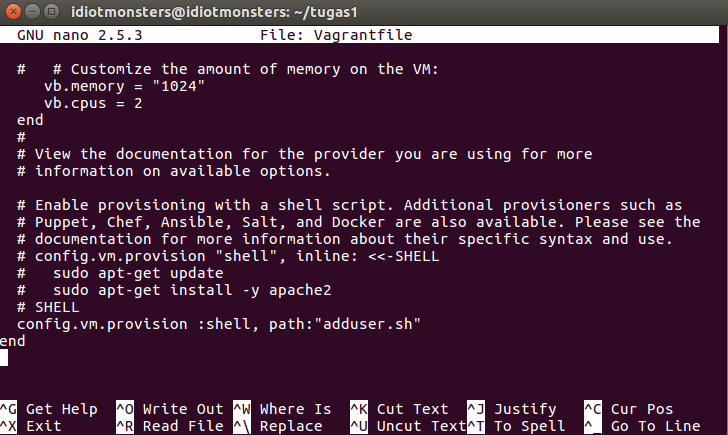 idiotmonsters@idiotmonsters: ~/tugas1
GNU nano 2.5.3 File: Vagrantfile
#   # Customize the amount of memory on the VM:
vb.memory = "1024"
vb.cpus = 2
end
#
# View the documentation for the provider you are using for more
# information on available options.
# Enable provisioning with a shell script. Additional provisioners such as
# Puppet, Chef, Ansible, Salt, and Docker are also available. Please see the
# documentation for more information about their specific syntax and use.
# config.vm.provision "shell", inline: <<-SHELL
#   sudo apt-get update
#   sudo apt-get install -y apache2
# SHELL
config.vm.provision :shell, path:"adduser.sh"
end
^G Get Help ^O Write Out ^W Where Is ^K Cut Text ^J Justify ^C Cur Pos
^X Exit ^R Read File ^\ Replace ^U Uncut Text ^T To Spell ^_ Go To Line